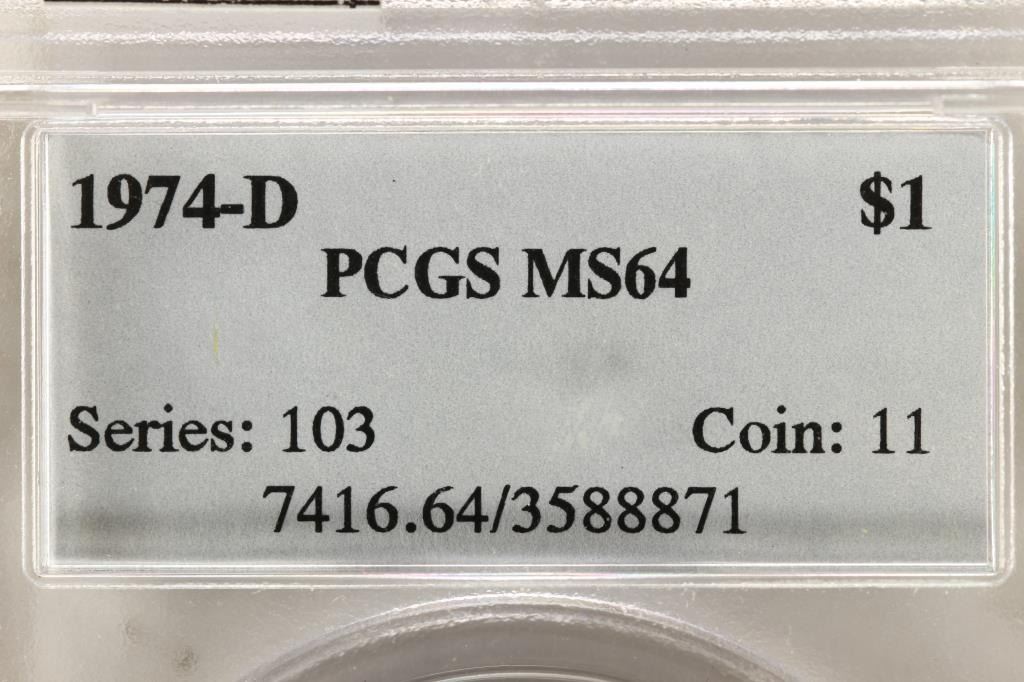 1974-D $1
PCGS MS64
Series: 103 Coin: 11
7416.64/3588871